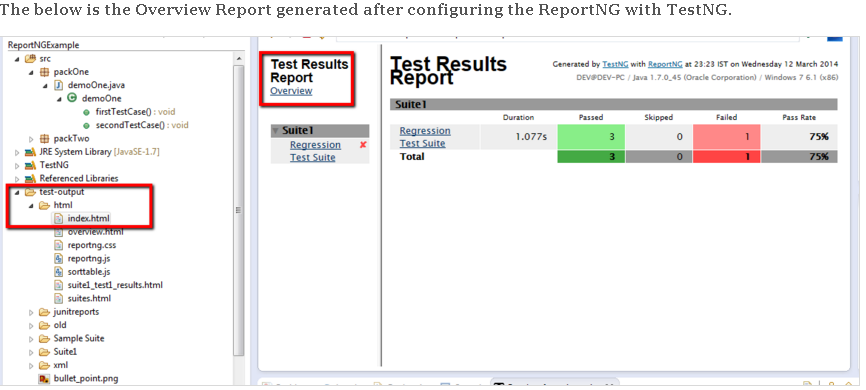 The below is the Overview Report generated after configuring the ReportNG with TestNG.
ReportNGExample
src
packOne
demoOne.java
demoOne
firstTestCase() : void
secondTestCase() : void
packTwo
JRE System Library [JavaSE-1.7]
TestNG
Referenced Libraries
test-output
html
index.html
overview.html
reportng.css
reportng.js
sorttable.js
suite1_test1_results.html
suites.html
junitreports
old
Sample Suite
Suite1
xml
bullet_point.png
Test Results
Report
Overview
Suite1
Regression
Test Suite
Test Results
Report
Generated by TestNG with ReportNG at 23:23 IST on Wednesday 12 March 2014
DEV@DEV-PC / Java 1.7.0_45 (Oracle Corporation) / Windows 7 6.1 (x86)
Suite1
Duration Passed Skipped Failed Pass Rate
Regression
Test Suite 1.077s 3 0 1 75%
Total 3 0 1 75%